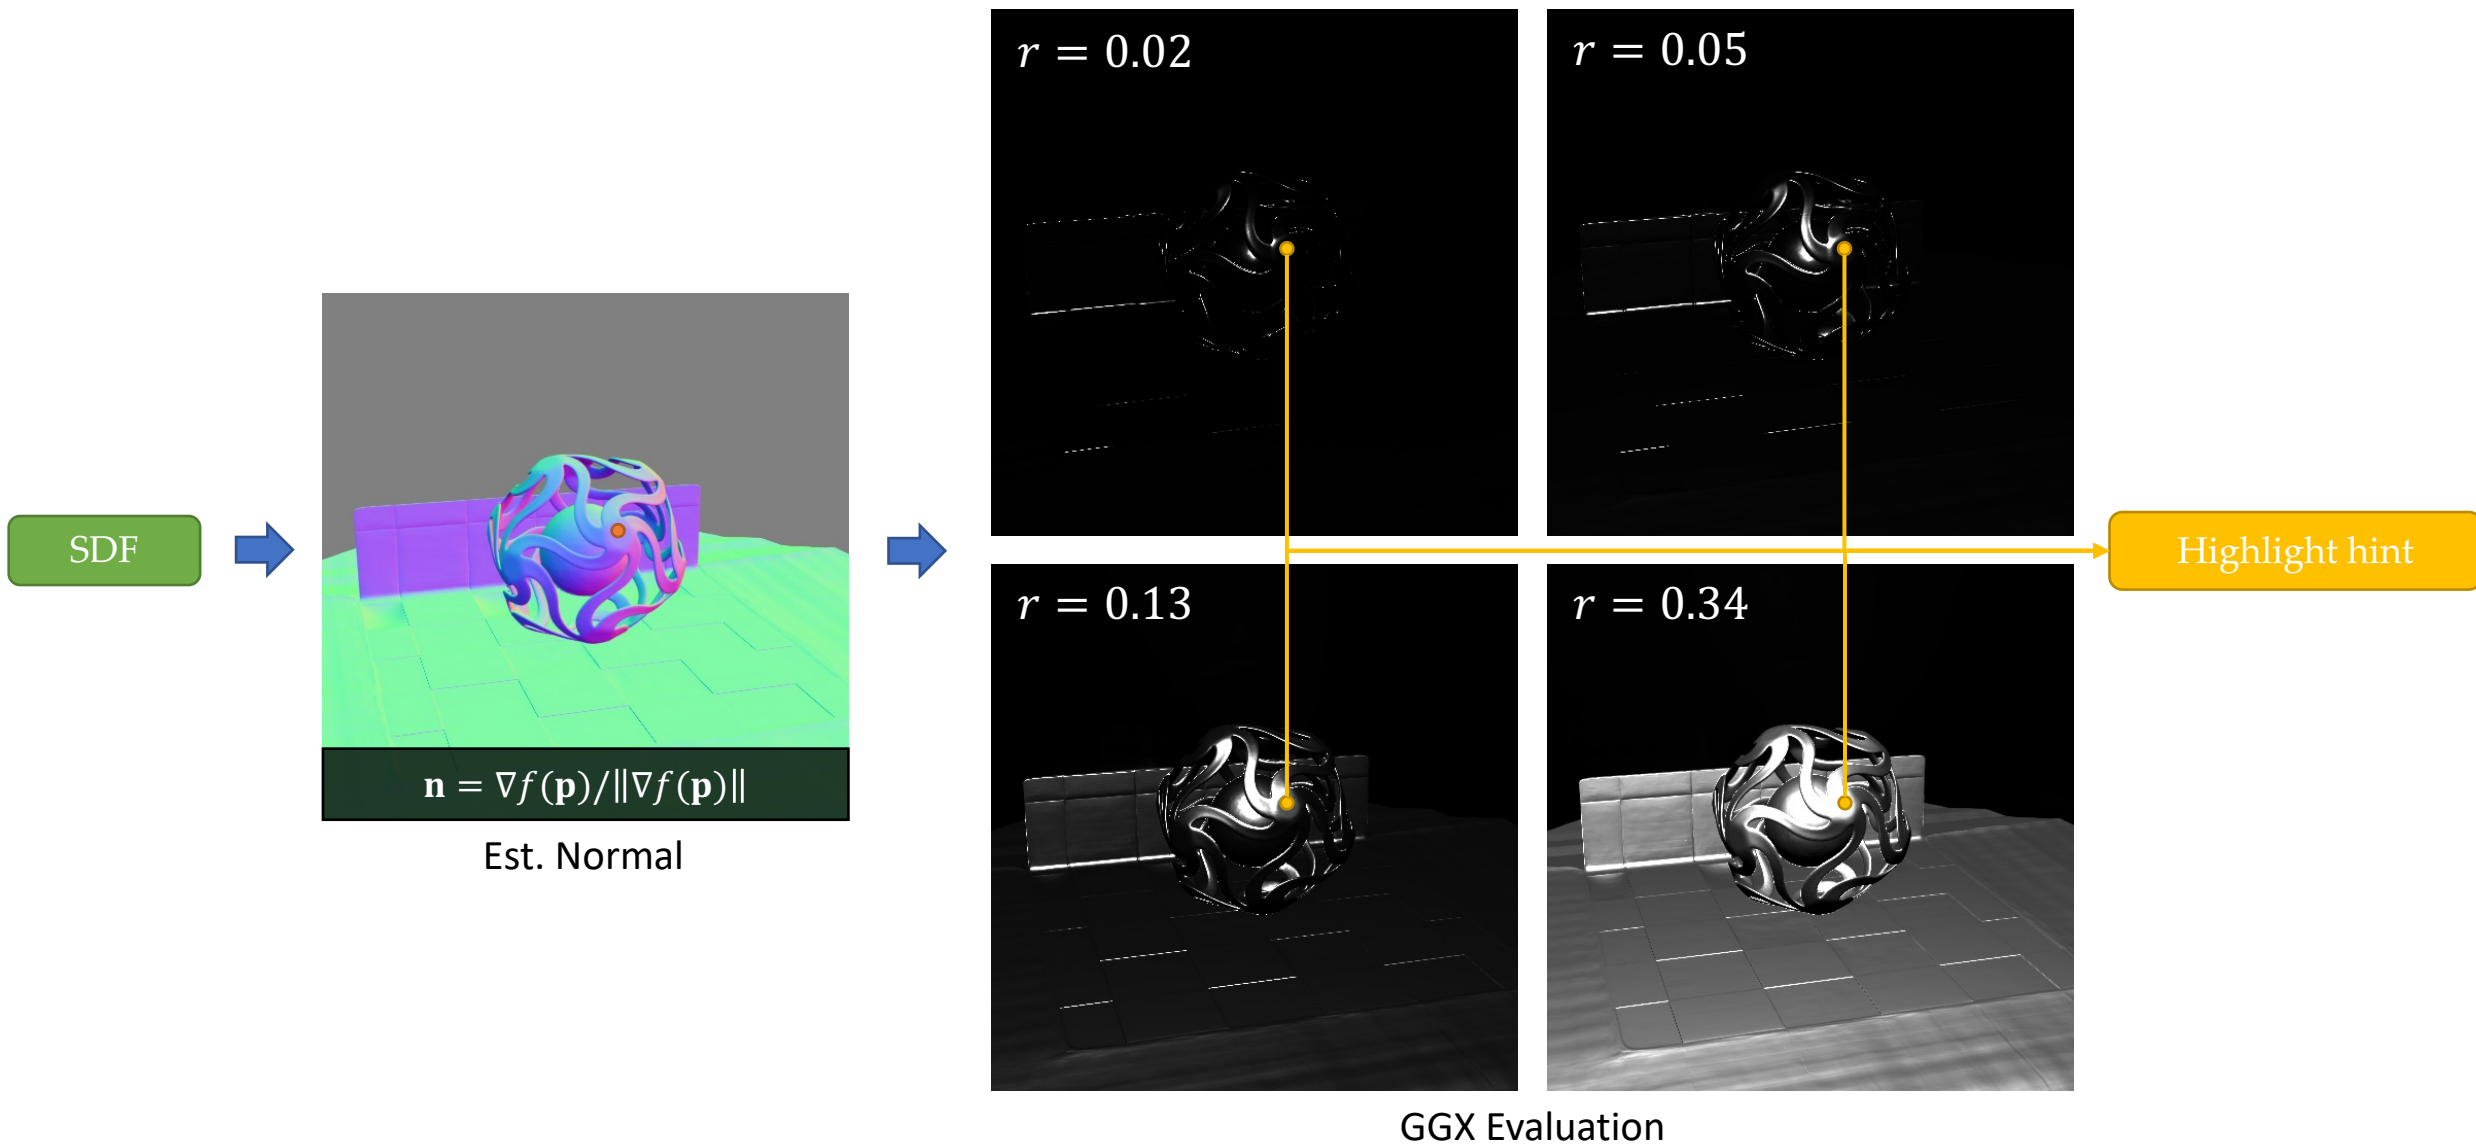 SDF
n = ∇f(p)/‖∇f(p)‖
Est. Normal
r = 0.02
r = 0.05
r = 0.13
r = 0.34
GGX Evaluation
Highlight hint